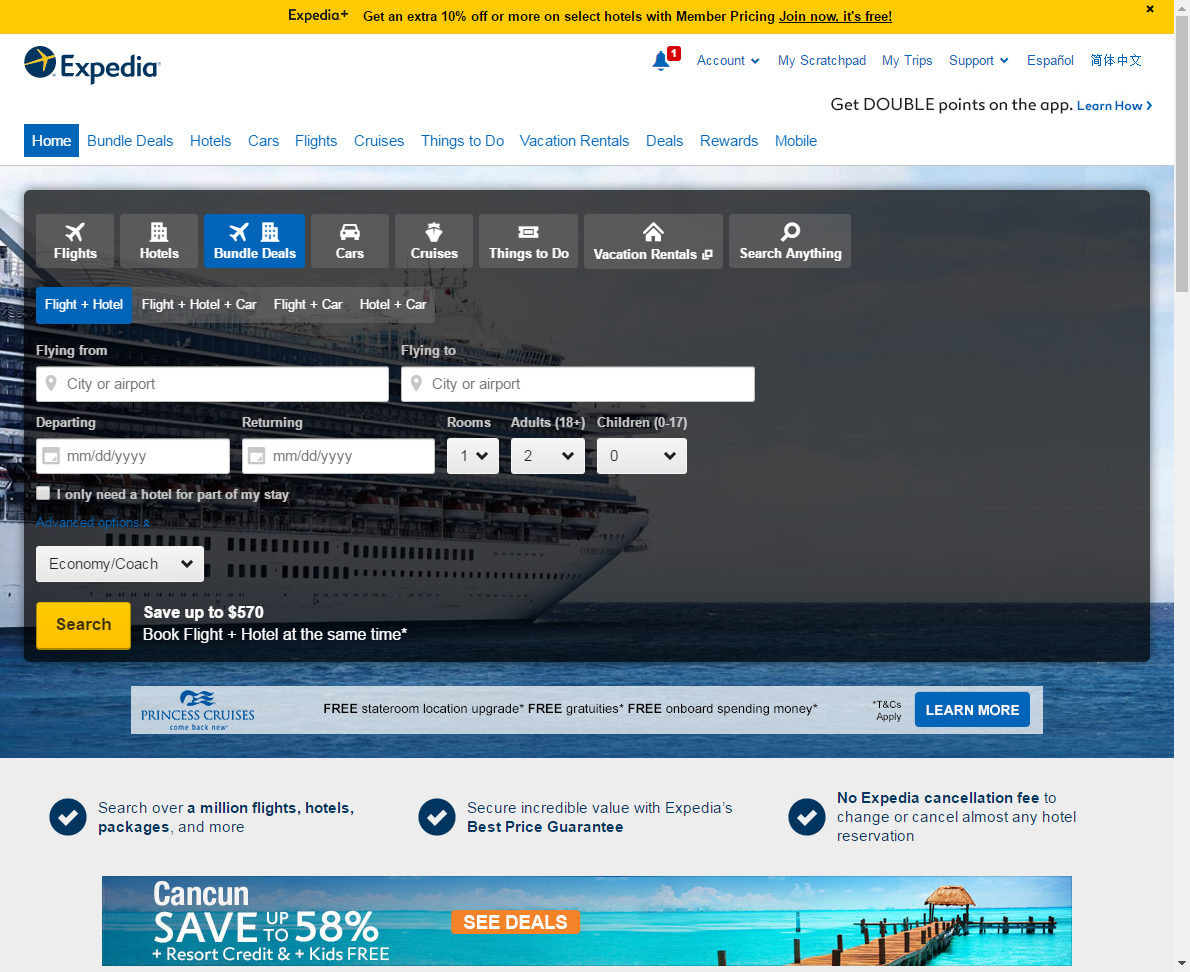 Expedia+ Get an extra 10% off or more on select hotels with Member Pricing Join now, it's free!
Expedia
1 Account My Scratchpad My Trips Support Español 简体中文
Get DOUBLE points on the app. Learn How
Home Bundle Deals Hotels Cars Flights Cruises Things to Do Vacation Rentals Deals Rewards Mobile
Flights Hotels Bundle Deals Cars Cruises Things to Do Vacation Rentals Search Anything
Flight + Hotel Flight + Hotel + Car Flight + Car Hotel + Car
Flying from Flying to
City or airport City or airport
Departing Returning Rooms Adults (18+) Children (0-17)
mm/dd/yyyy mm/dd/yyyy 1 2 0
I only need a hotel for part of my stay
Advanced options
Economy/Coach
Search
Save up to $570
Book Flight + Hotel at the same time*
PRINCESS CRUISES
come back new
FREE stateroom location upgrade* FREE gratuities* FREE onboard spending money*
*T&Cs
Apply
LEARN MORE
Search over a million flights, hotels,
packages, and more
Secure incredible value with Expedia's
Best Price Guarantee
No Expedia cancellation fee to
change or cancel almost any hotel
reservation
Cancun
SAVE UP TO 58%
+ Resort Credit & + Kids FREE
SEE DEALS